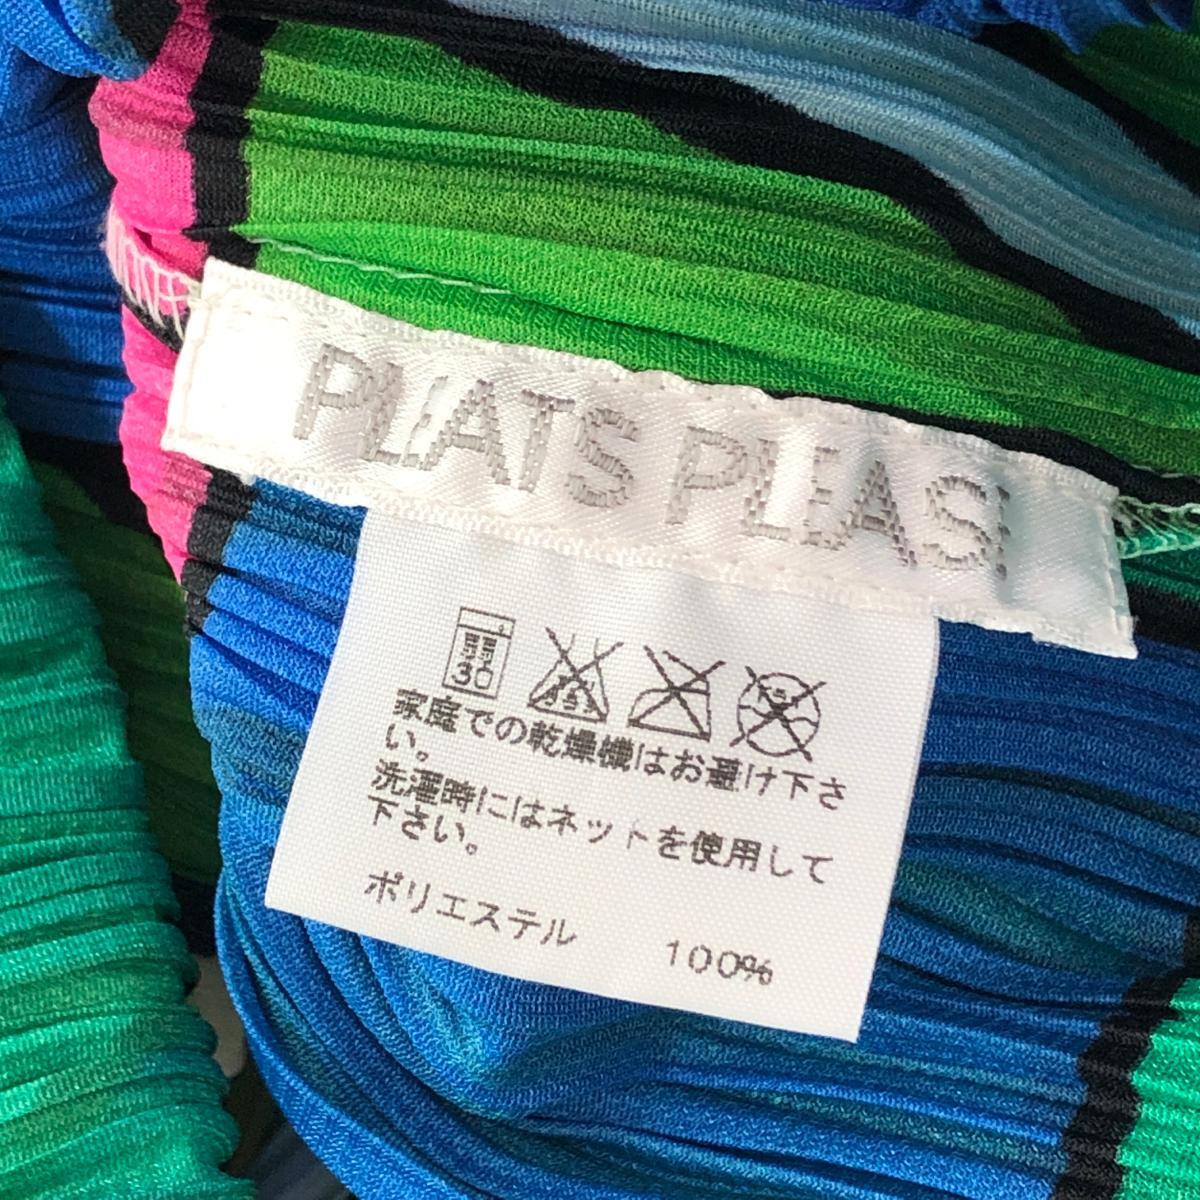 PLEATS PLEASE
30
家庭での乾燥機はお避け下さ
い。
洗濯時にはネットを使用して
下さい。
ポリエステル 100%